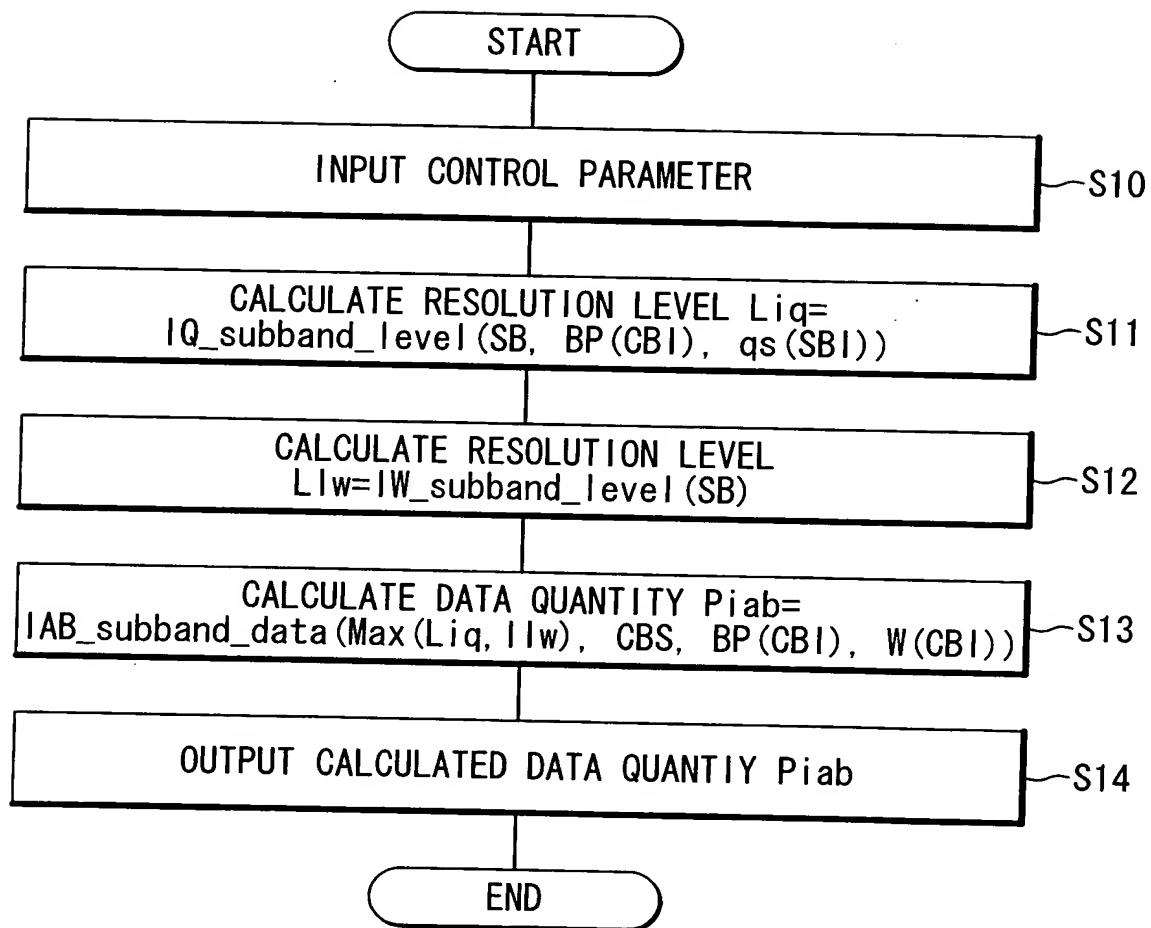 START
INPUT CONTROL PARAMETER
S10
CALCULATE RESOLUTION LEVEL Liq=
IQ_subband_level(SB, BP(CBI), qs(SBI))
S11
CALCULATE RESOLUTION LEVEL
LIw=IW_subband_level(SB)
S12
CALCULATE DATA QUANTITY Piab=
IAB_subband_data(Max(Liq,IIw), CBS, BP(CBI), W(CBI))
S13
OUTPUT CALCULATED DATA QUANTIY Piab
S14
END